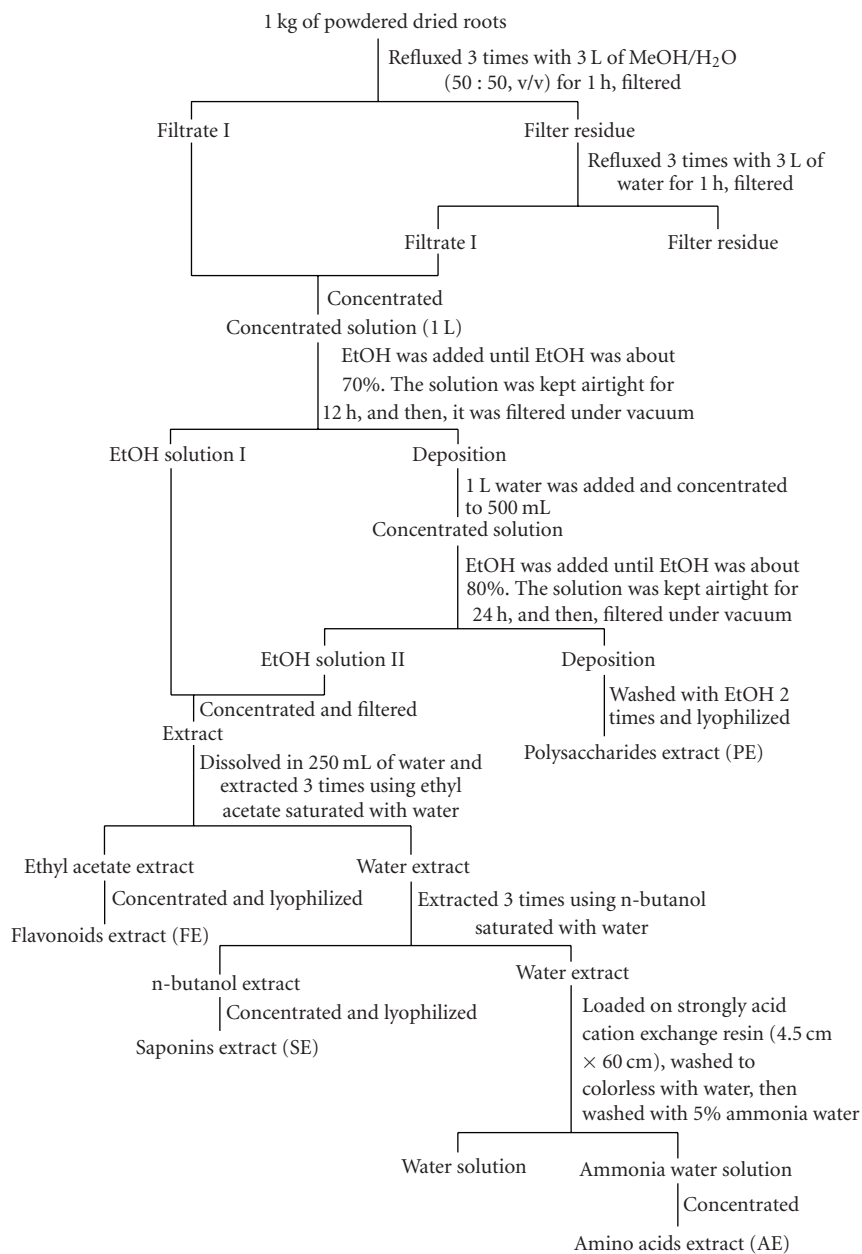 1 kg of powdered dried roots
Refluxed 3 times with 3 L of MeOH/H₂O
(50 : 50, v/v) for 1 h, filtered
Filtrate I
Filter residue
Refluxed 3 times with 3 L of
water for 1 h, filtered
Filtrate I
Filter residue
Concentrated
Concentrated solution (1 L)
EtOH was added until EtOH was about
70%. The solution was kept airtight for
12 h, and then, it was filtered under vacuum
EtOH solution I
Deposition
1 L water was added and concentrated
to 500 mL
Concentrated solution
EtOH was added until EtOH was about
80%. The solution was kept airtight for
24 h, and then, filtered under vacuum
EtOH solution II
Deposition
Washed with EtOH 2
times and lyophilized
Polysaccharides extract (PE)
Concentrated and filtered
Extract
Dissolved in 250 mL of water and
extracted 3 times using ethyl
acetate saturated with water
Ethyl acetate extract
Water extract
Concentrated and lyophilized
Flavonoids extract (FE)
Extracted 3 times using n-butanol
saturated with water
n-butanol extract
Water extract
Concentrated and lyophilized
Saponins extract (SE)
Loaded on strongly acid
cation exchange resin (4.5 cm
× 60 cm), washed to
colorless with water, then
washed with 5% ammonia water
Water solution
Ammonia water solution
Concentrated
Amino acids extract (AE)